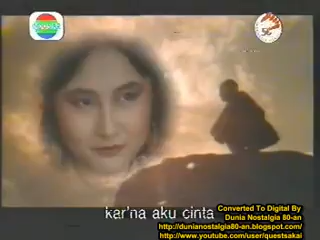 INDOSIAR
kar'na aku cinta
Converted To Digital By
Dunia Nostalgia 80-an
http://dunianostalgia80-an.blogspot.com/
http://www.youtube.com/user/questsakai